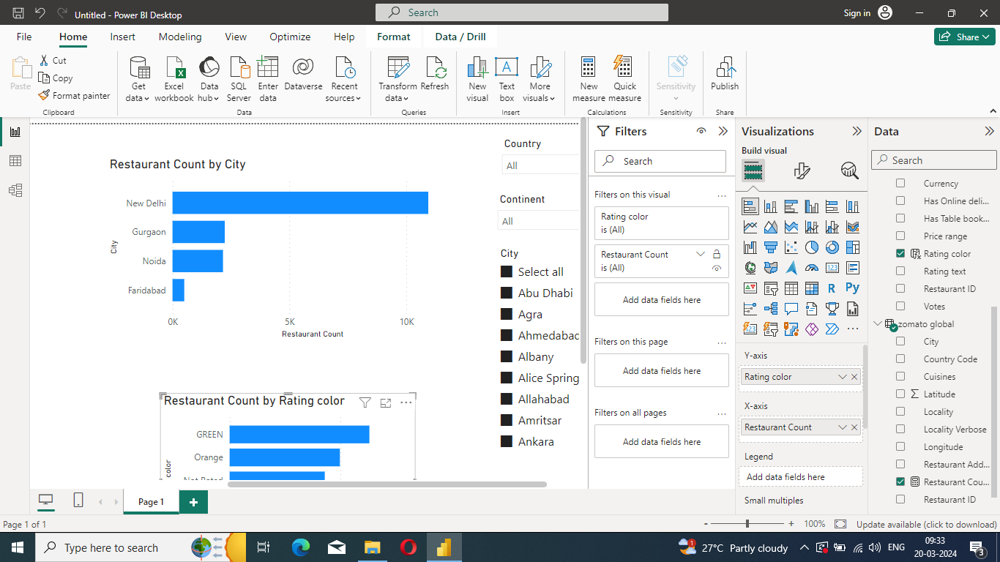 Untitled - Power BI Desktop
Search
Sign in
File
Home
Insert
Modeling
View
Optimize
Help
Format
Data / Drill
Share
Paste
Cut
Copy
Format painter
Clipboard
Get data
Excel workbook
Data hub
SQL Server
Enter data
Dataverse
Recent sources
Data
Transform data
Refresh
Queries
New visual
Text box
More visuals
Insert
New measure
Quick measure
Calculations
Sensitivity
Sensitivity
Publish
Share
Restaurant Count by City
City
New Delhi
Gurgaon
Noida
Faridabad
0K
5K
10K
Restaurant Count
Country
All
Continent
All
City
Select all
Abu Dhabi
Agra
Ahmedabac
Albany
Alice Spring
Allahabad
Amritsar
Ankara
Restaurant Count by Rating color
color
GREEN
Orange
Not Rated
Filters
Search
Filters on this visual
...
Rating color
is (All)
Restaurant Count
is (All)
Add data fields here
Filters on this page
...
Add data fields here
Filters on all pages
...
Add data fields here
Visualizations
Build visual
123
R
Py
123
...
Y-axis
Rating color
X-axis
Restaurant Count
Legend
Add data fields here
Small multiples
Data
Search
Currency
Has Online deli...
Has Table book...
Price range
Rating color
Rating text
Restaurant ID
Votes
zomato global
City
Country Code
Cuisines
Latitude
Locality
Locality Verbose
Longitude
Restaurant Add...
Restaurant Cou...
Restaurant ID
Page 1
Page 1 of 1
100%
Update available (click to download)
Type here to search
1
27°C Partly cloudy
ENG
09:33
20-03-2024
3